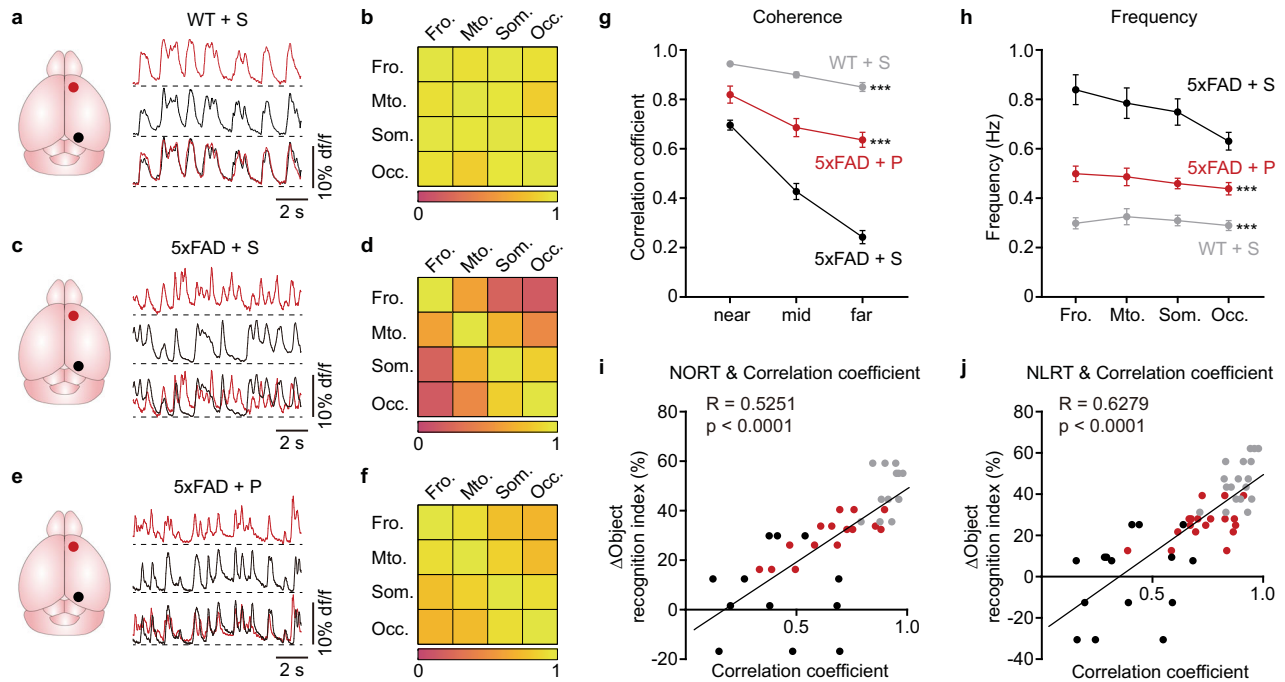 a
WT + S
10% df/f
2 s
b
Fro. Mto. Som. Occ.
Fro.
Mto.
Som.
Occ.
0 1
c
5xFAD + S
10% df/f
2 s
d
Fro. Mto. Som. Occ.
Fro.
Mto.
Som.
Occ.
0 1
e
5xFAD + P
10% df/f
2 s
f
Fro. Mto. Som. Occ.
Fro.
Mto.
Som.
Occ.
0 1
g
Coherence
Correlation cofficient
1.0
0.8
0.6
0.4
0.2
0
WT + S
***
***
5xFAD + P
5xFAD + S
near mid far
h
Frequency
Frequency (Hz)
1.0
0.8
0.6
0.4
0.2
0
5xFAD + S
5xFAD + P
***
***
WT + S
Fro. Mto. Som. Occ.
i
NORT & Correlation coefficient
R = 0.5251
p < 0.0001
ΔObject
recognition index (%)
80
60
40
20
0
-20
0.5 1.0
Correlation coefficient
j
NLRT & Correlation coefficient
R = 0.6279
p < 0.0001
ΔObject
recognition index (%)
80
60
40
20
0
-20
-40
0.5 1.0
Correlation coefficient